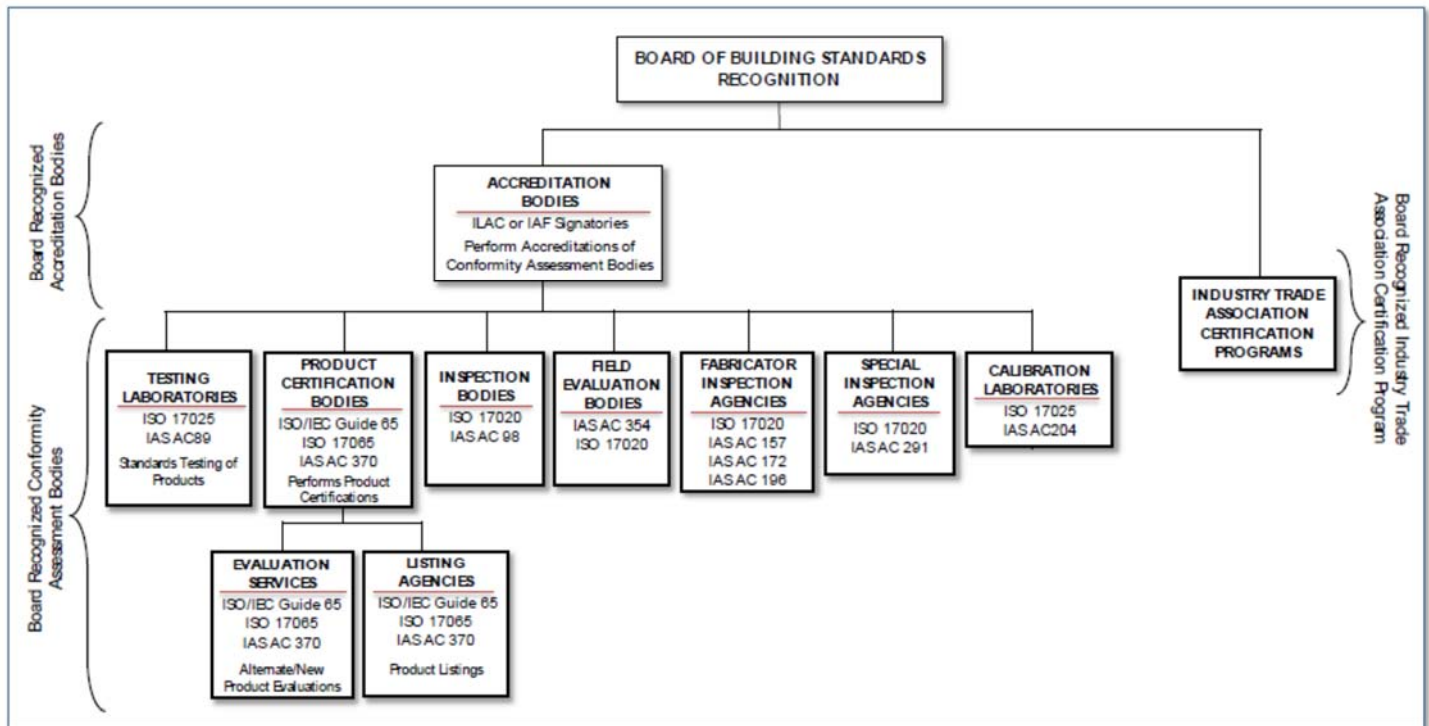 BOARD OF BUILDING STANDARDS
RECOGNITION
Board Recognized
Accreditation Bodies
ACCREDITATION
BODIES
ILAC or IAF Signatories
Perform Accreditations of
Conformity Assessment Bodies
INDUSTRY TRADE
ASSOCIATION
CERTIFICATION
PROGRAMS
Board Recognized Industry Trade
Association Certification Program
Board Recognized Conformity
Assessment Bodies
TESTING
LABORATORIES
ISO 17025
IAS AC89
Standards Testing of
Products
PRODUCT
CERTIFICATION
BODIES
ISO/IEC Guide 65
ISO 17065
IAS AC 370
Performs Product
Certifications
INSPECTION
BODIES
ISO 17020
IAS AC 98
FIELD
EVALUATION
BODIES
IAS AC 354
ISO 17020
FABRICATOR
INSPECTION
AGENCIES
ISO 17020
IAS AC 157
IAS AC 172
IAS AC 196
SPECIAL
INSPECTION
AGENCIES
ISO 17020
IAS AC 291
CALIBRATION
LABORATORIES
ISO 17025
IAS AC204
EVALUATION
SERVICES
ISO/IEC Guide 65
ISO 17065
IAS AC 370
Alternate/New
Product Evaluations
LISTING
AGENCIES
ISO/IEC Guide 65
ISO 17065
IAS AC 370
Product Listings